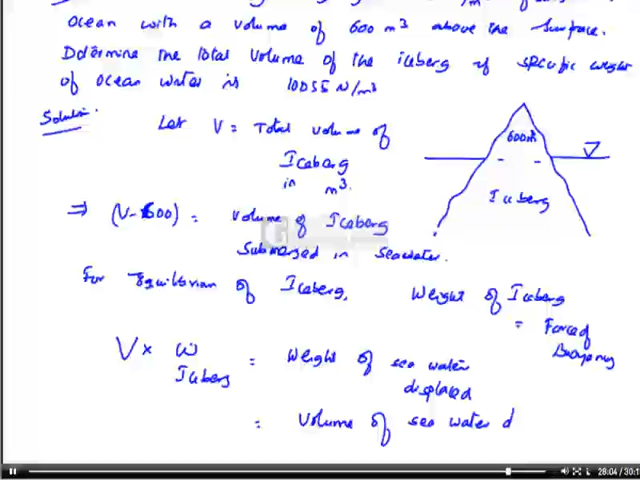 ocean with a volume of 600 m³ above the surface.
Determine the total volume of the iceberg if specific weight
of ocean water is 10055 N/m³
Solution.
Let V = Total volume of
Iceberg
in m³.
600m³
Iceberg
⇒ (V-600) = volume of Iceberg
submerged in seawater.
For Equilibrium of Iceberg,
Weight of Iceberg
= Force of
Buoyancy
V × w = Weight of sea water
Iceberg
displaced
= Volume of sea water d
28:04 / 30:1